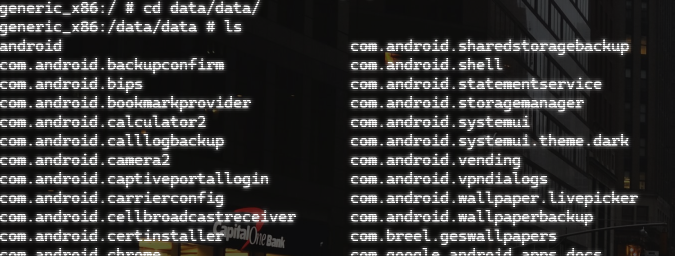 generic_x86:/ # cd data/data/
generic_x86:/data/data # ls
android com.android.sharedstoragebackup
com.android.backupconfirm com.android.shell
com.android.bips com.android.statementservice
com.android.bookmarkprovider com.android.storagemanager
com.android.calculator2 com.android.systemui
com.android.calllogbackup com.android.systemui.theme.dark
com.android.camera2 com.android.vending
com.android.captiveportallogin com.android.vpndialogs
com.android.carrierconfig com.android.wallpaper.livepicker
com.android.cellbroadcastreceiver com.android.wallpaperbackup
com.android.certinstaller com.breel.geswallpapers
com.android.chrome com.google.android.apps.docs
Capital One Bank